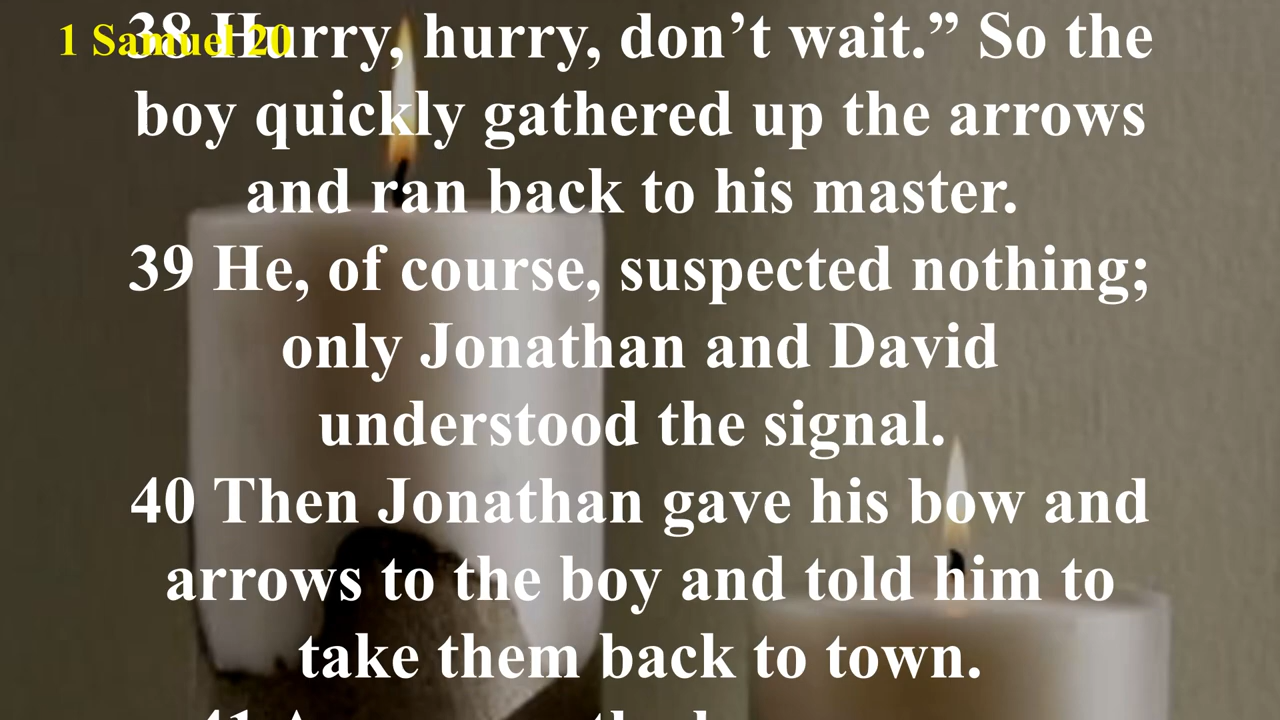 1 Samuel 20
38 Hurry, hurry, don’t wait.” So the
boy quickly gathered up the arrows
and ran back to his master.
39 He, of course, suspected nothing;
only Jonathan and David
understood the signal.
40 Then Jonathan gave his bow and
arrows to the boy and told him to
take them back to town.
41